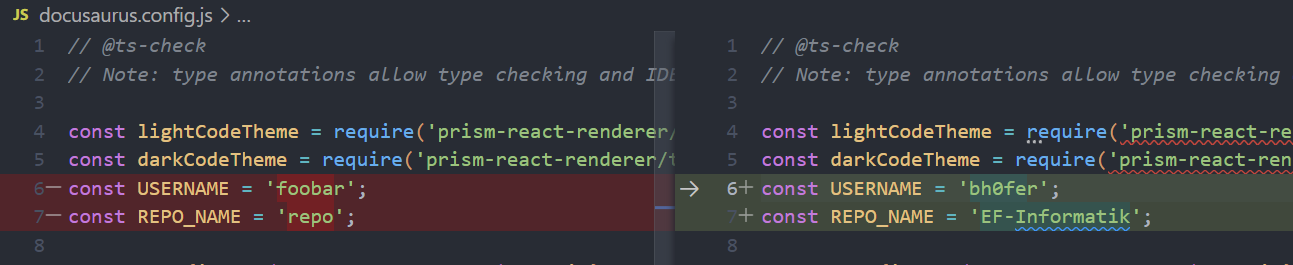 JS docusaurus.config.js > ...
1 // @ts-check
2 // Note: type annotations allow type checking and IDE
3
4 const lightCodeTheme = require('prism-react-renderer/
5 const darkCodeTheme = require('prism-react-renderer/t
6— const USERNAME = 'foobar';
7— const REPO_NAME = 'repo';
8
1 // @ts-check
2 // Note: type annotations allow type checking
3
4 const lightCodeTheme = require('prism-react-re
5 const darkCodeTheme = require('prism-react-ren
→ 6+ const USERNAME = 'bh0fer';
7+ const REPO_NAME = 'EF-Informatik';
8